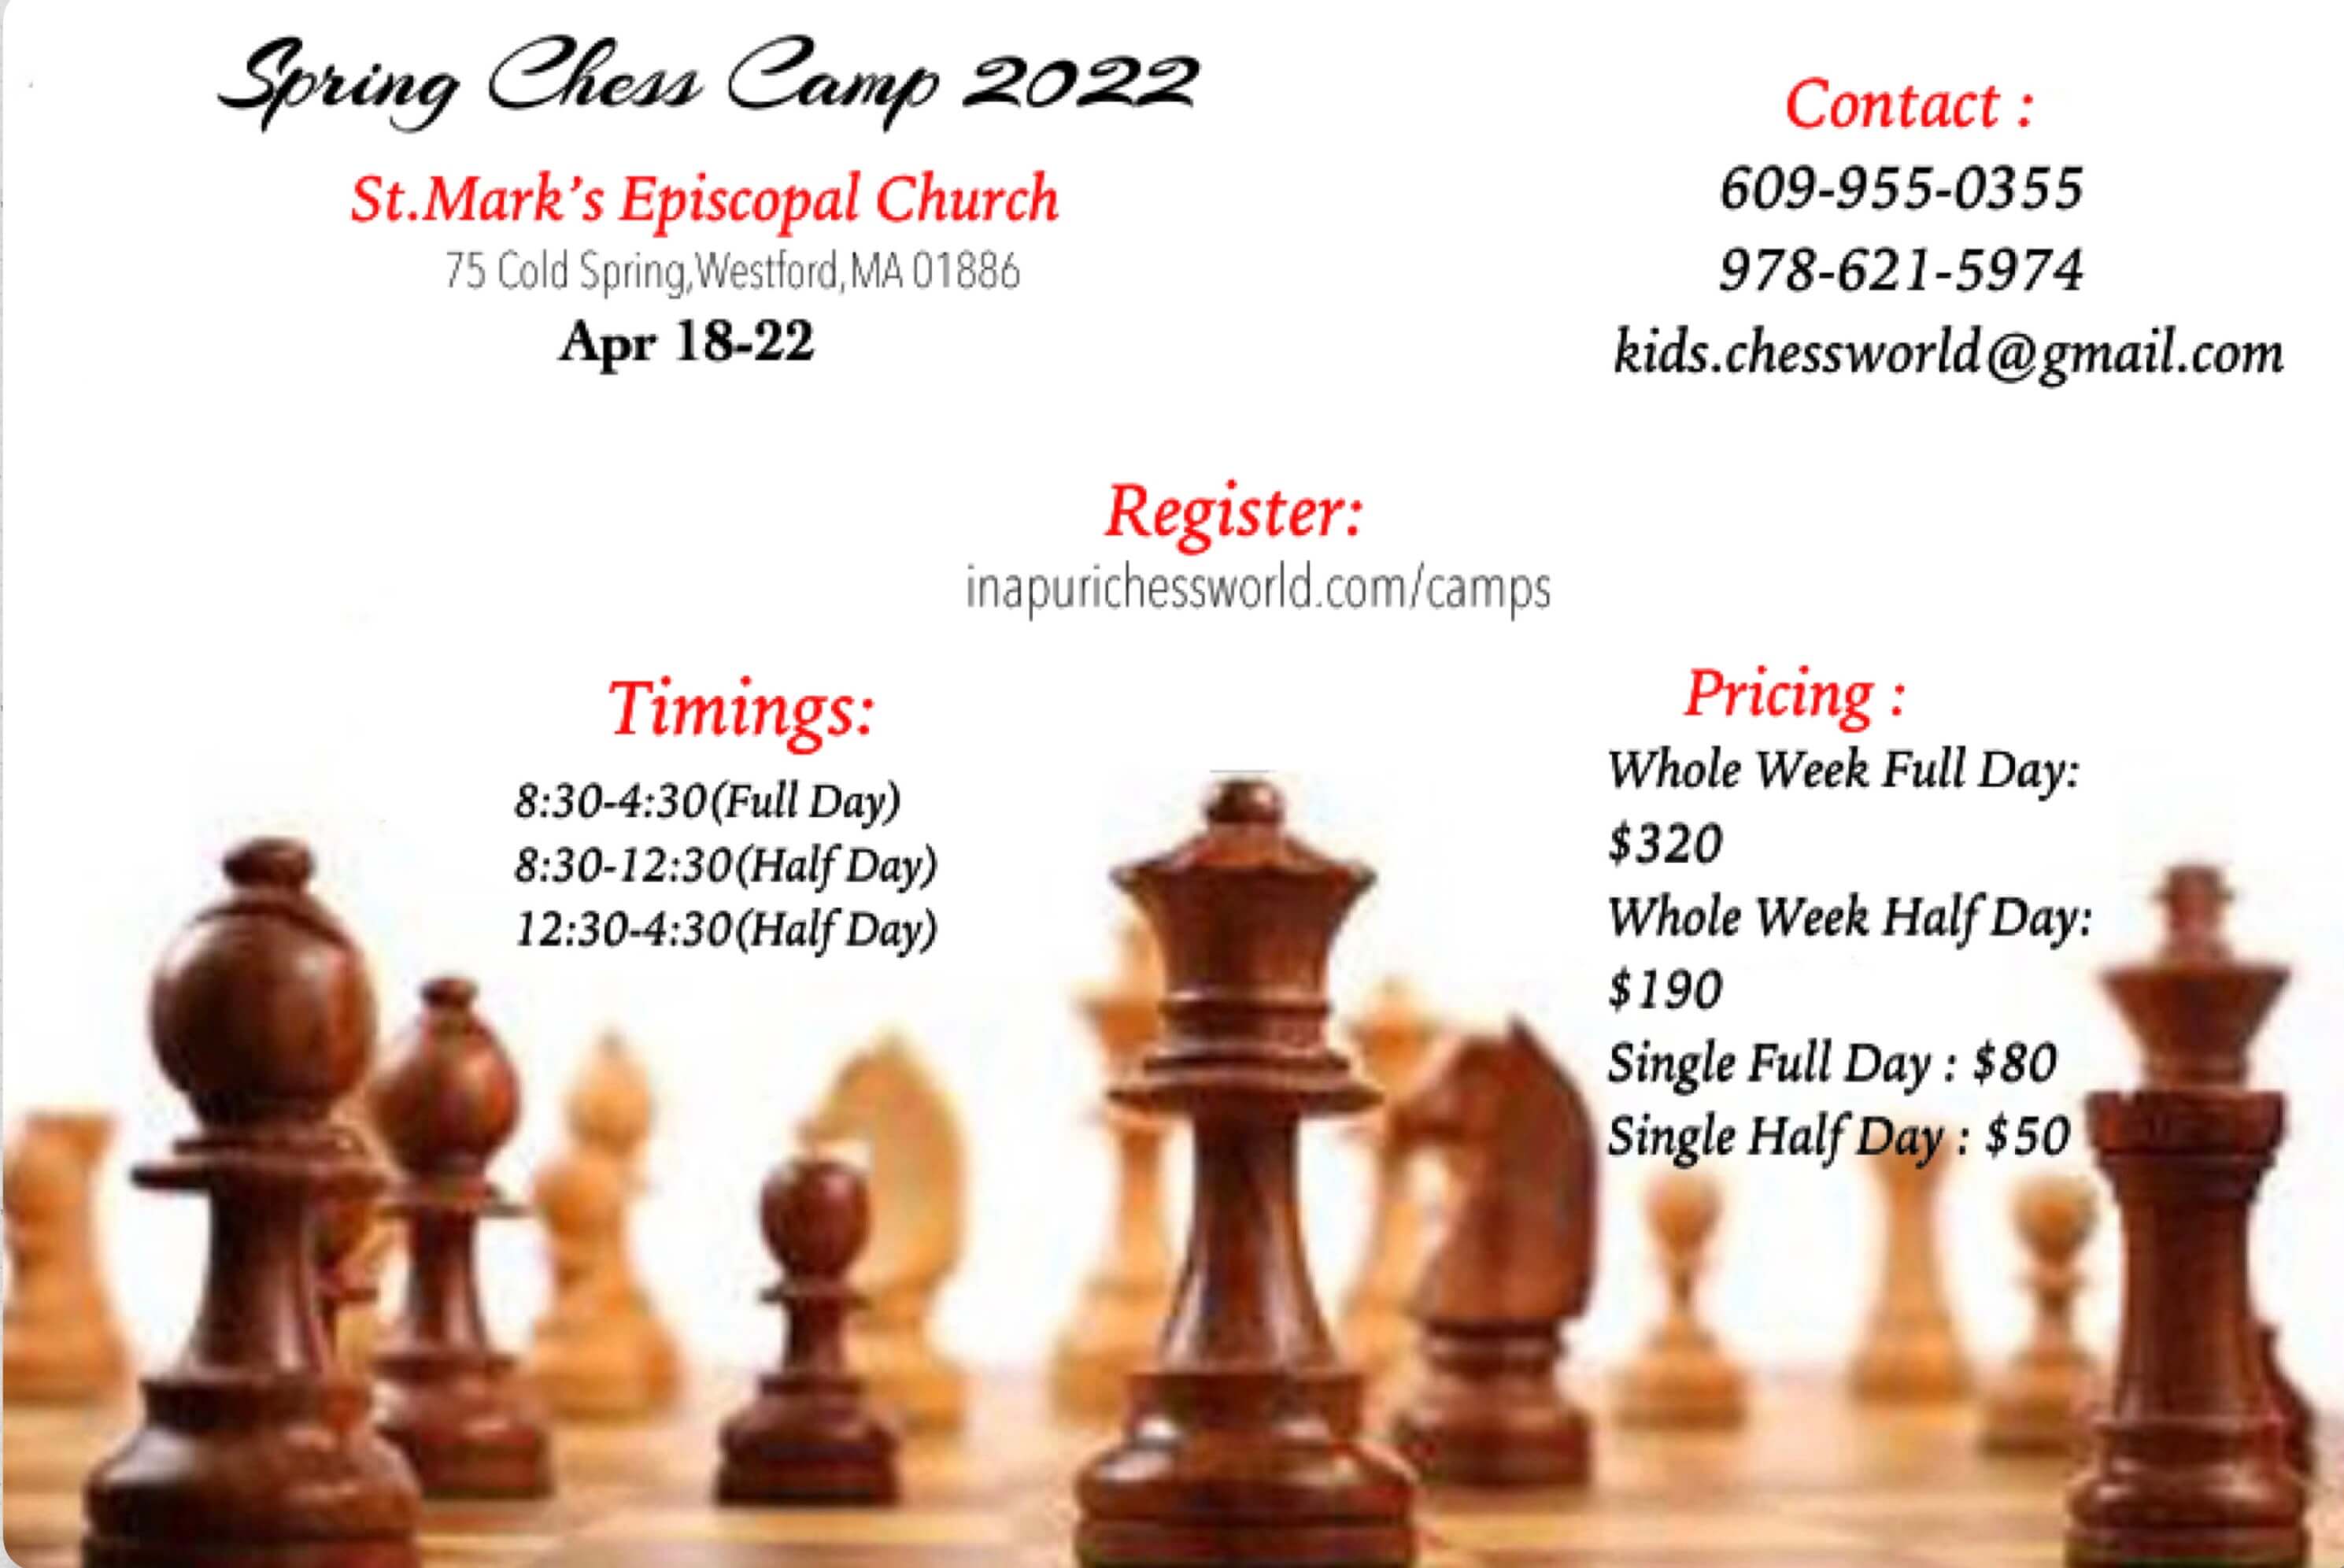 Spring Chess Camp 2022
St.Mark's Episcopal Church
75 Cold Spring,Westford,MA 01886
Apr 18-22
Contact :
609-955-0355
978-621-5974
kids.chessworld@gmail.com
Register:
inapurichessworld.com/camps
Timings:
8:30-4:30(Full Day)
8:30-12:30(Half Day)
12:30-4:30(Half Day)
Pricing :
Whole Week Full Day:
$320
Whole Week Half Day:
$190
Single Full Day : $80
Single Half Day : $50